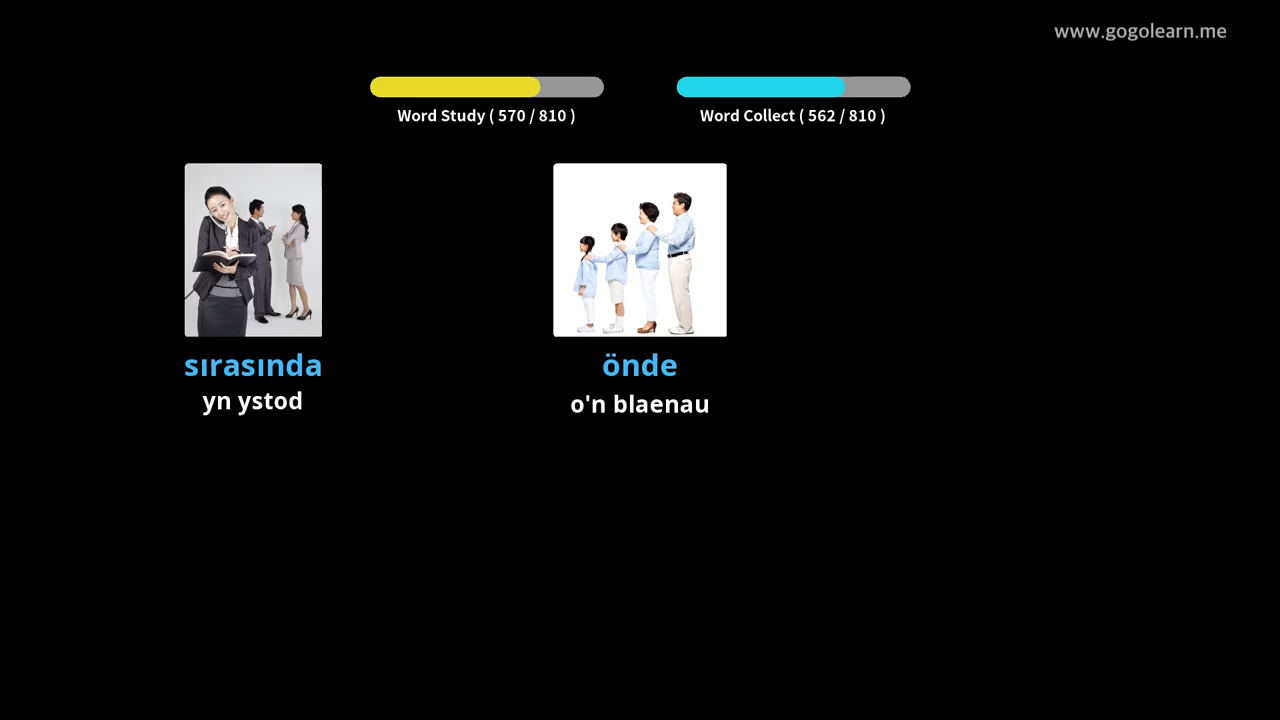 www.gogolearn.me
Word Study ( 570 / 810 )
Word Collect ( 562 / 810 )
sırasında
yn ystod
önde
o'n blaenau